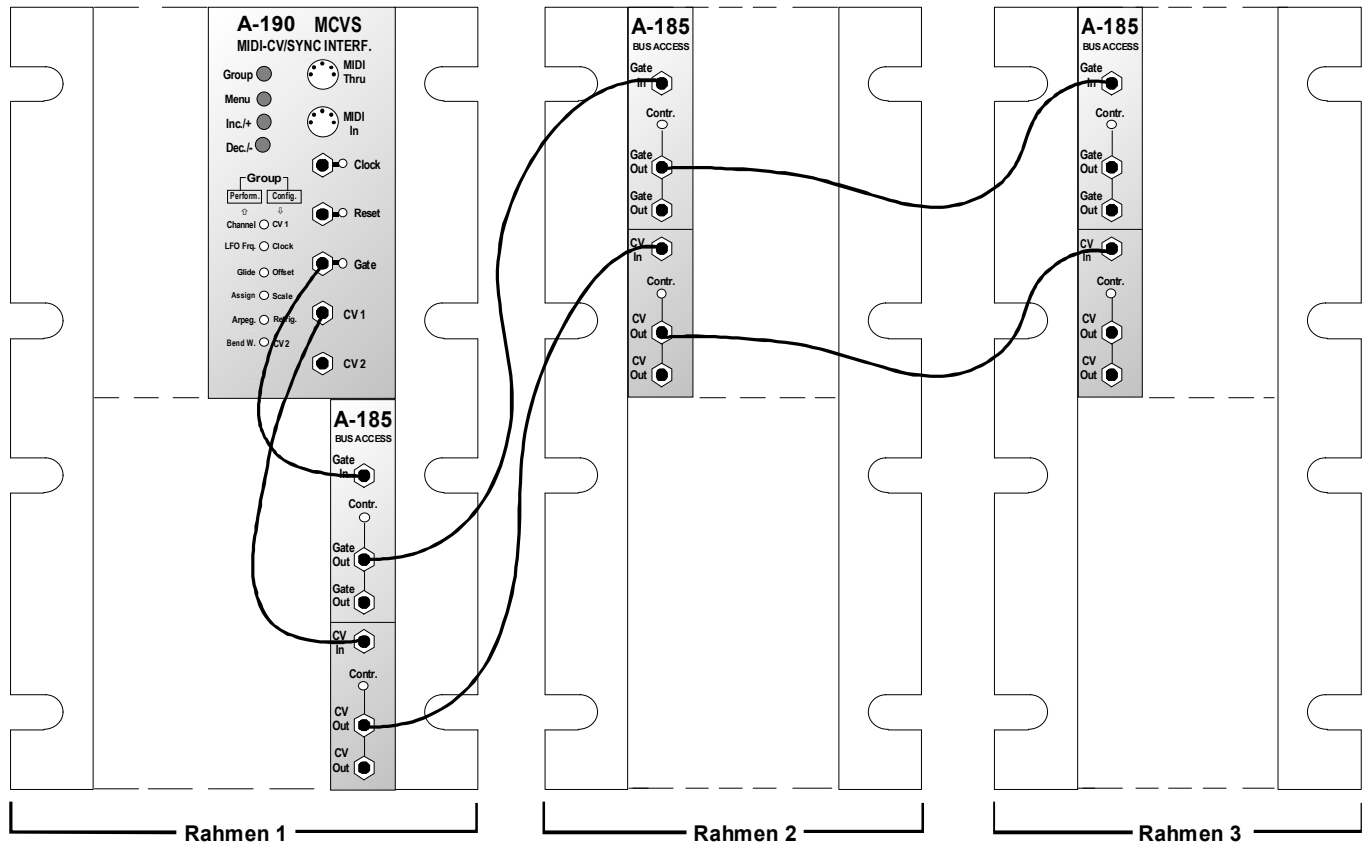 A-190 MCVS
MIDI-CV/SYNC INTERF.
Group
Menu
Inc./+
Dec./-
MIDI
Thru
MIDI
In
Clock
Reset
Gate
CV 1
CV 2
Group
Perform. Config.
⇧ ⇩
Channel CV 1
LFO Frq. Clock
Glide Offset
Assign Scale
Arpeg. Retrig.
Bend W. CV 2
A-185
BUS ACCESS
Gate
In
Contr.
Gate
Out
Gate
Out
CV
In
Contr.
CV
Out
CV
Out
Rahmen 1
A-185
BUS ACCESS
Gate
In
Contr.
Gate
Out
Gate
Out
CV
In
Contr.
CV
Out
CV
Out
Rahmen 2
A-185
BUS ACCESS
Gate
In
Contr.
Gate
Out
Gate
Out
CV
In
Contr.
CV
Out
CV
Out
Rahmen 3